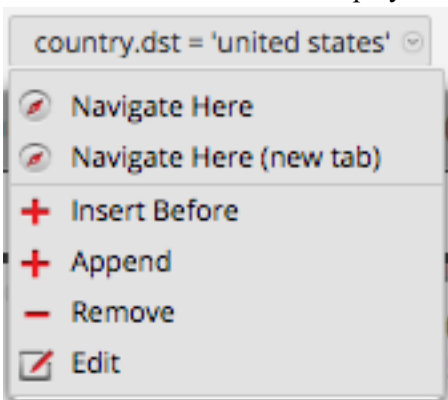 country.dst = 'united states'
Navigate Here
Navigate Here (new tab)
Insert Before
Append
Remove
Edit